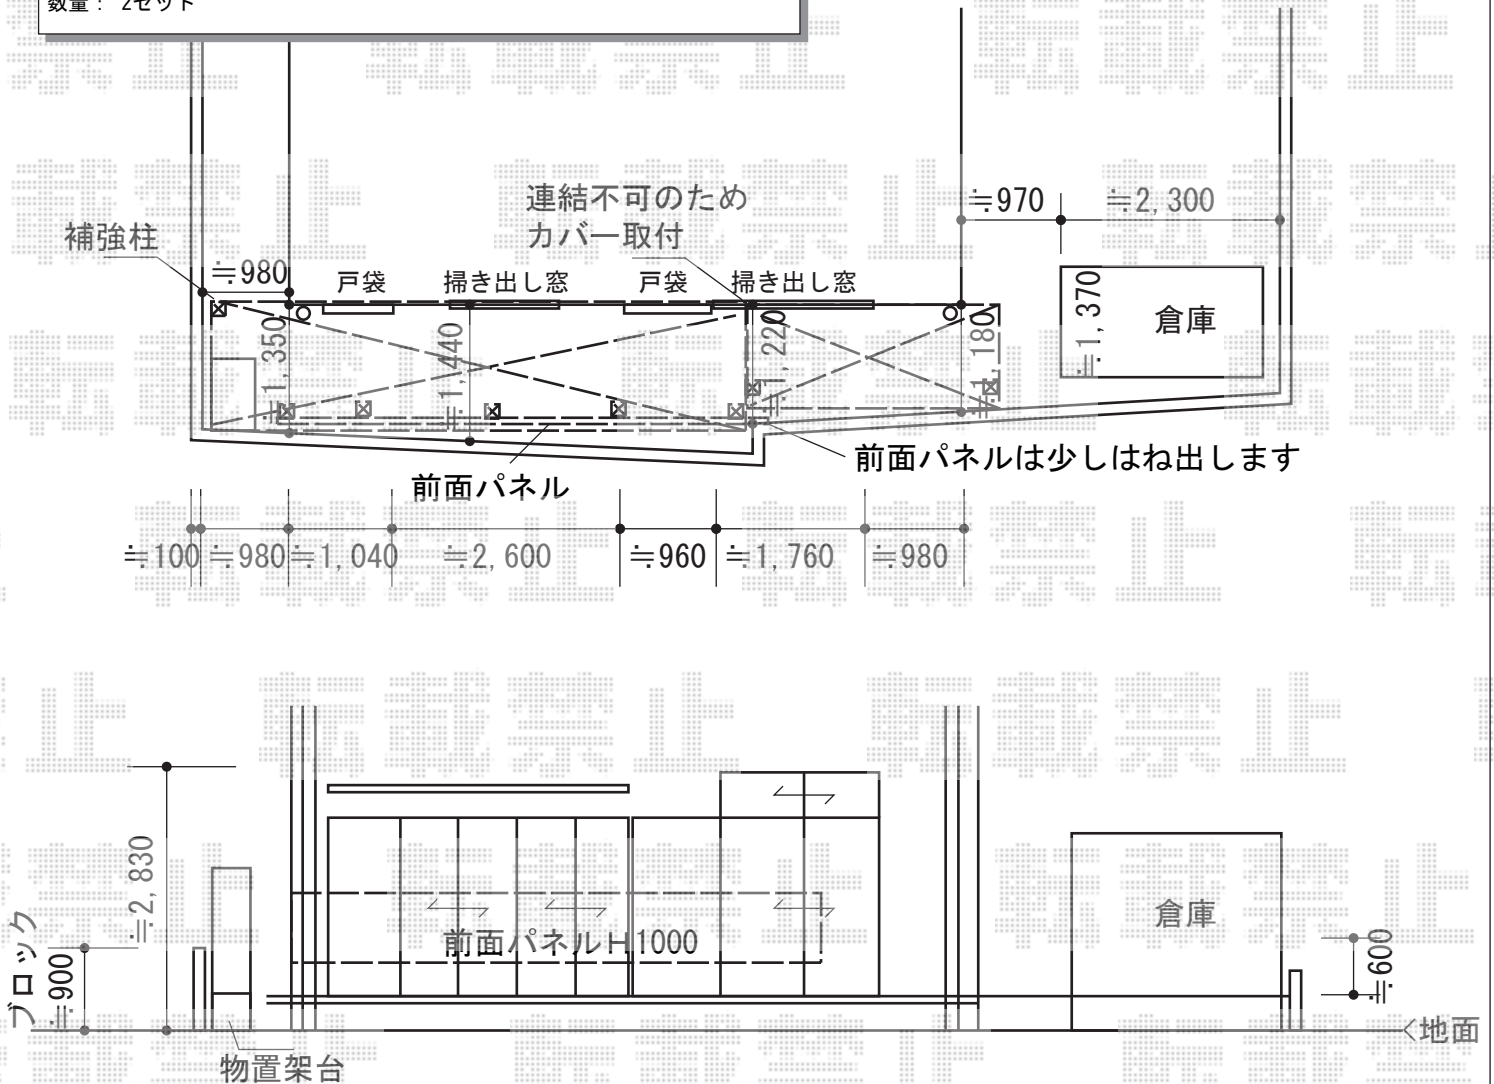 数量： 2セット
連結不可のため
カバー取付
≒970
≒2,300
補強柱
≒980
戸袋
掃き出し窓
戸袋
掃き出し窓
≒1,350
≒1,440
≒1,220
≒1,180
≒1,370
倉庫
前面パネルは少しはね出します
前面パネル
≒100
≒980
≒1,040
≒2,600
≒960
≒1,760
≒980
≒2,830
ブロック
≒900
前面パネルH1000
倉庫
≒600
地面
物置架台
転載禁止